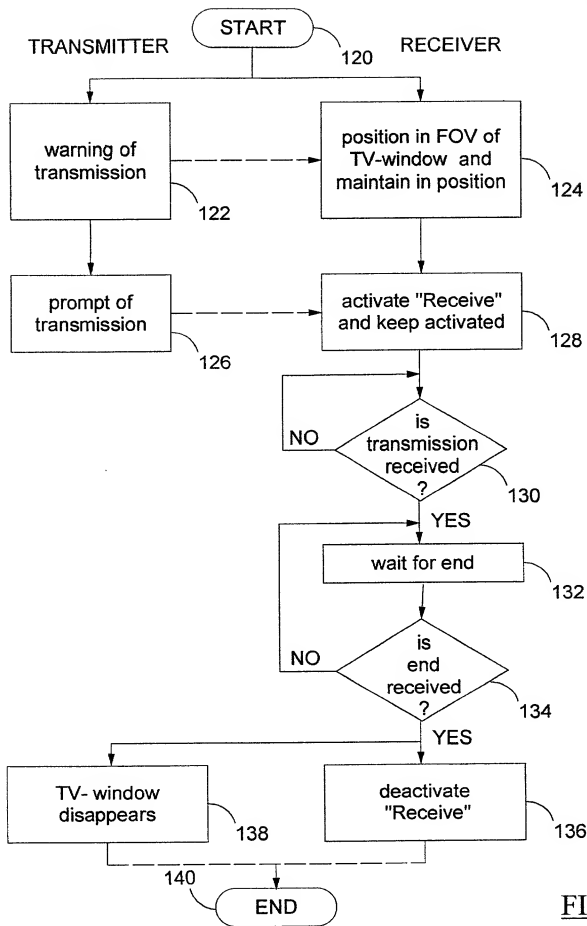 START
TRANSMITTER
RECEIVER
120
warning of
transmission
122
position in FOV of
TV-window and
maintain in position
124
prompt of
transmission
126
activate "Receive"
and keep activated
128
is
transmission
received
?
NO
130
YES
wait for end
132
is
end
received
?
NO
134
YES
TV- window
disappears
138
deactivate
"Receive"
136
140
END
FI